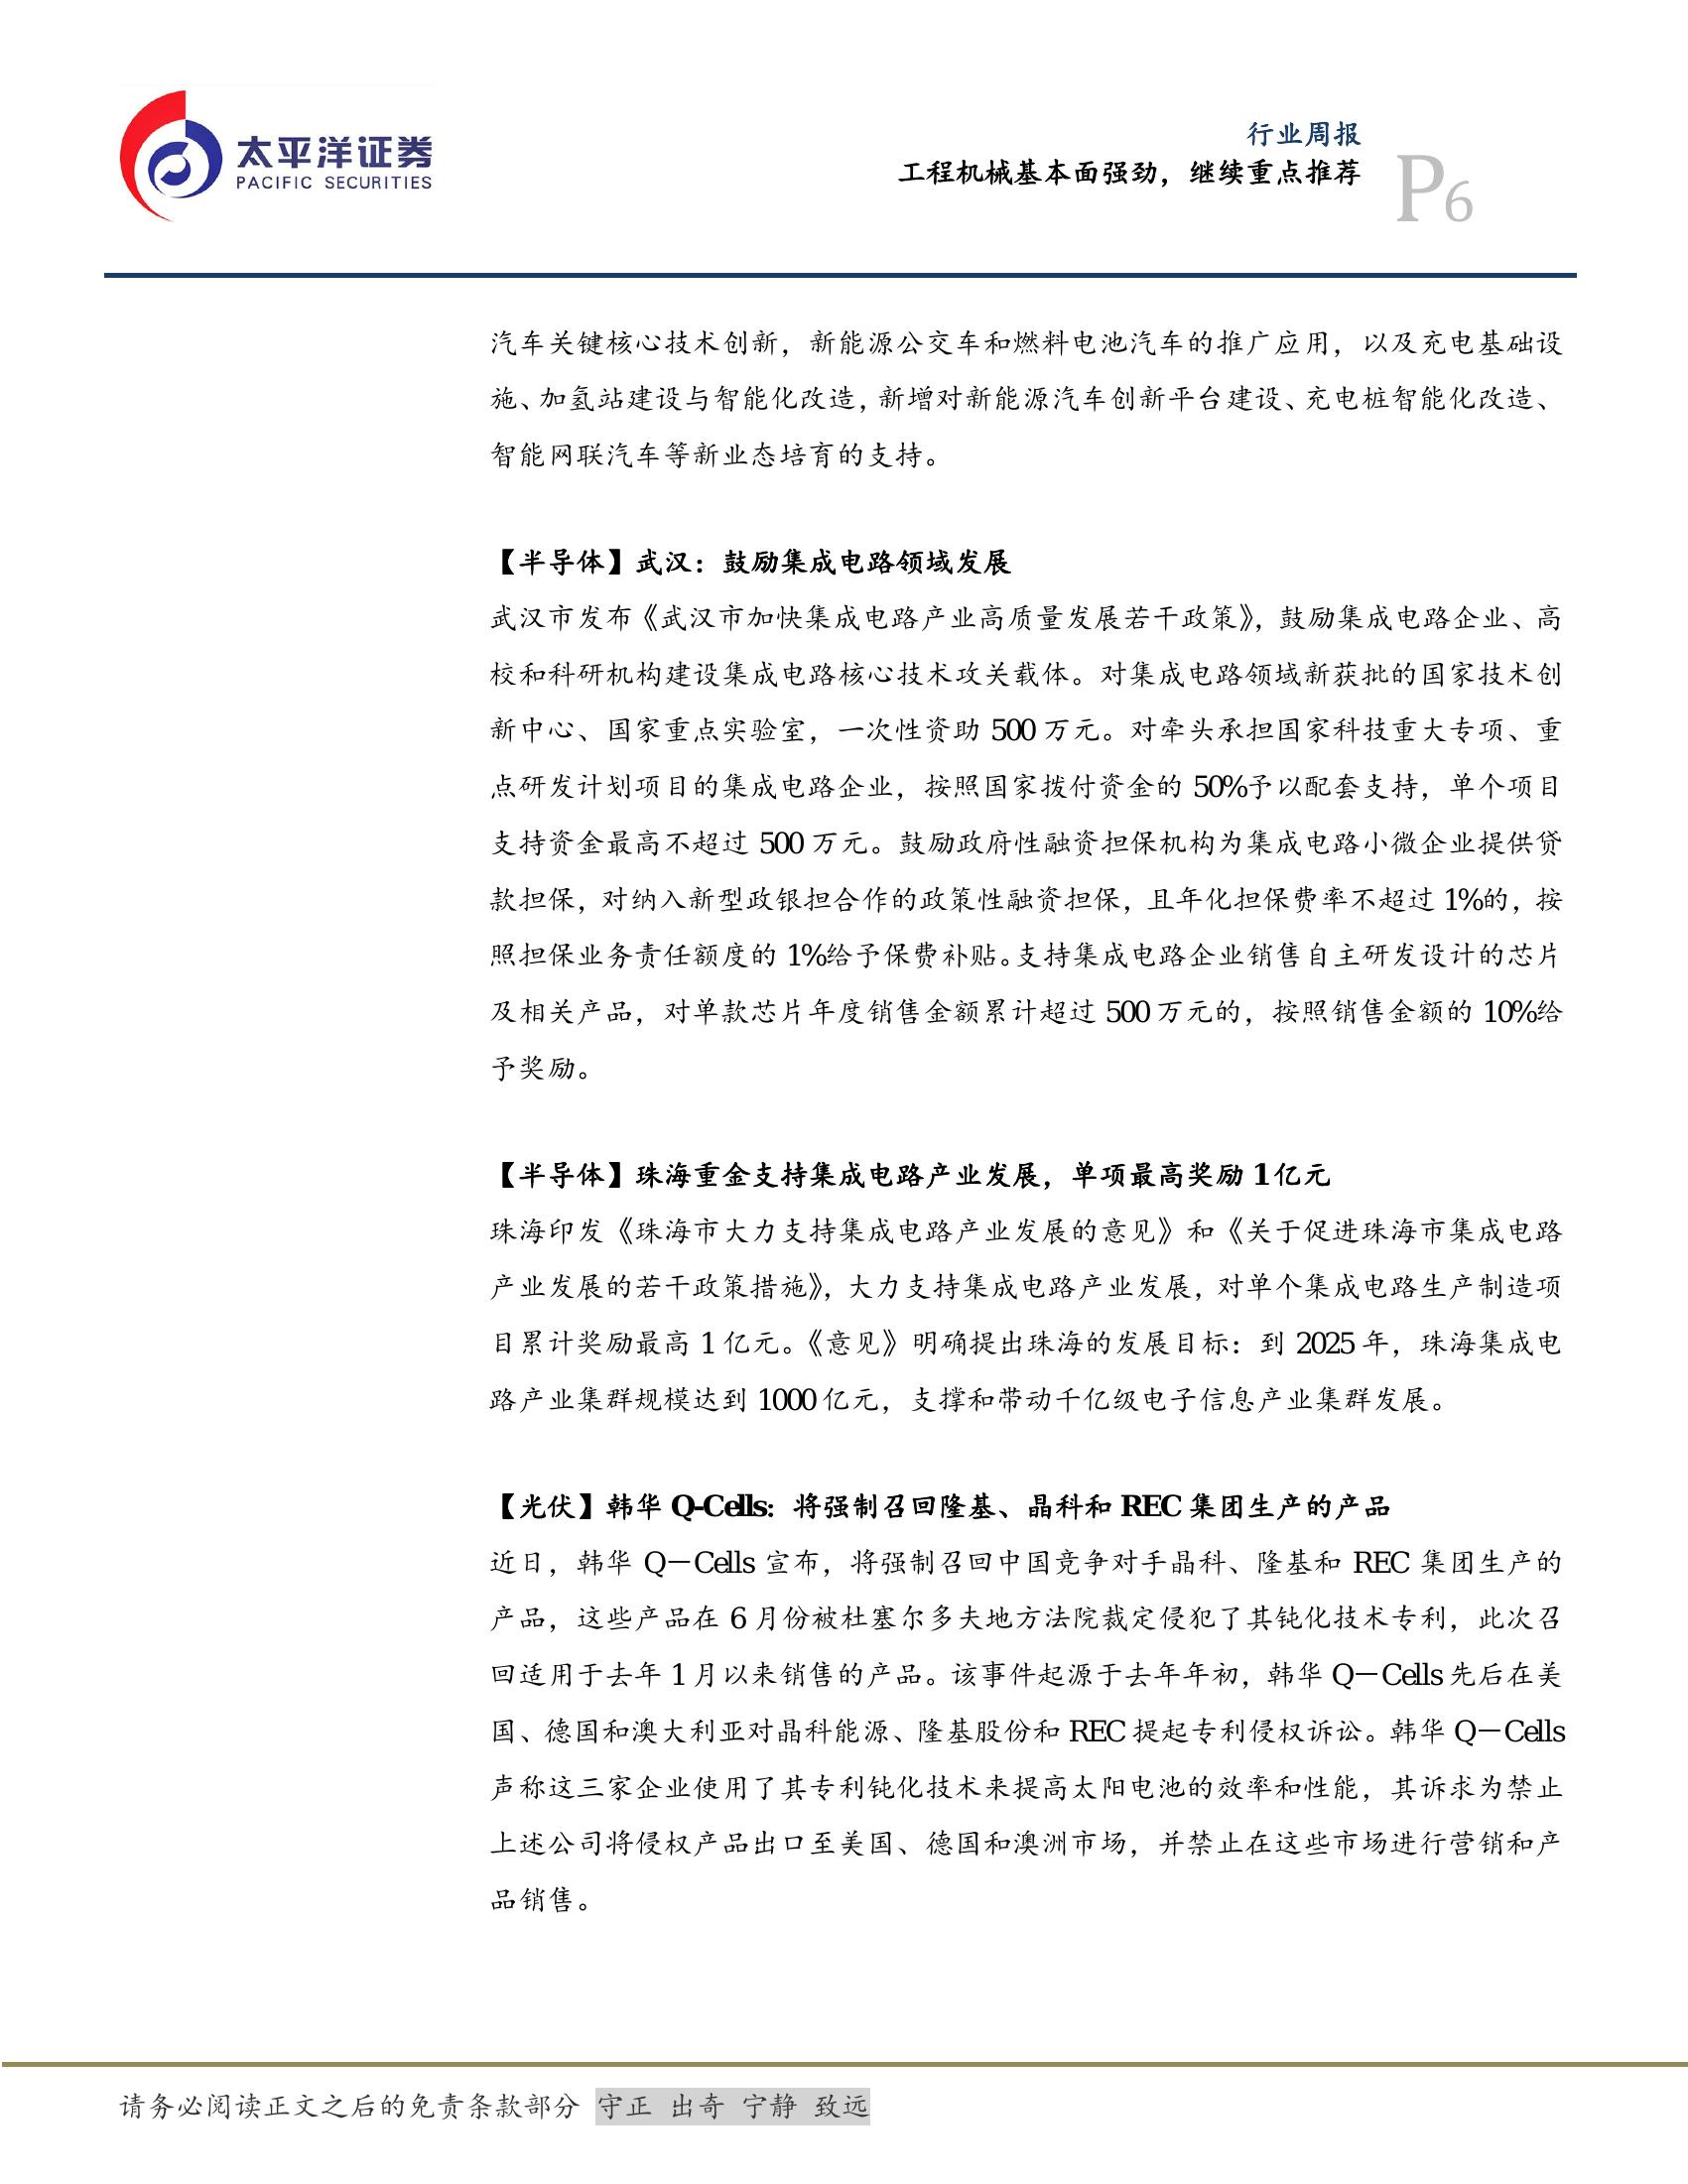 太平洋证券
PACIFIC SECURITIES
行业周报
工程机械基本面强劲，继续重点推荐
P6
汽车关键核心技术创新，新能源公交车和燃料电池汽车的推广应用，以及充电基础设
施、加氢站建设与智能化改造，新增对新能源汽车创新平台建设、充电桩智能化改造、
智能网联汽车等新业态培育的支持。
【半导体】武汉：鼓励集成电路领域发展
武汉市发布《武汉市加快集成电路产业高质量发展若干政策》，鼓励集成电路企业、高
校和科研机构建设集成电路核心技术攻关载体。对集成电路领域新获批的国家技术创
新中心、国家重点实验室，一次性资助 500 万元。对牵头承担国家科技重大专项、重
点研发计划项目的集成电路企业，按照国家拨付资金的 50%予以配套支持，单个项目
支持资金最高不超过 500 万元。鼓励政府性融资担保机构为集成电路小微企业提供贷
款担保，对纳入新型政银担合作的政策性融资担保，且年化担保费率不超过 1%的，按
照担保业务责任额度的 1%给予保费补贴。支持集成电路企业销售自主研发设计的芯片
及相关产品，对单款芯片年度销售金额累计超过 500 万元的，按照销售金额的 10%给
予奖励。
【半导体】珠海重金支持集成电路产业发展，单项最高奖励 1 亿元
珠海印发《珠海市大力支持集成电路产业发展的意见》和《关于促进珠海市集成电路
产业发展的若干政策措施》，大力支持集成电路产业发展，对单个集成电路生产制造项
目累计奖励最高 1 亿元。《意见》明确提出珠海的发展目标：到 2025 年，珠海集成电
路产业集群规模达到 1000 亿元，支撑和带动千亿级电子信息产业集群发展。
【光伏】韩华 Q-Cells：将强制召回隆基、晶科和 REC 集团生产的产品
近日，韩华 Q－Cells 宣布，将强制召回中国竞争对手晶科、隆基和 REC 集团生产的
产品，这些产品在 6 月份被杜塞尔多夫地方法院裁定侵犯了其钝化技术专利，此次召
回适用于去年 1 月以来销售的产品。该事件起源于去年年初，韩华 Q－Cells 先后在美
国、德国和澳大利亚对晶科能源、隆基股份和 REC 提起专利侵权诉讼。韩华 Q－Cells
声称这三家企业使用了其专利钝化技术来提高太阳电池的效率和性能，其诉求为禁止
上述公司将侵权产品出口至美国、德国和澳洲市场，并禁止在这些市场进行营销和产
品销售。
请务必阅读正文之后的免责条款部分 守正 出奇 宁静 致远